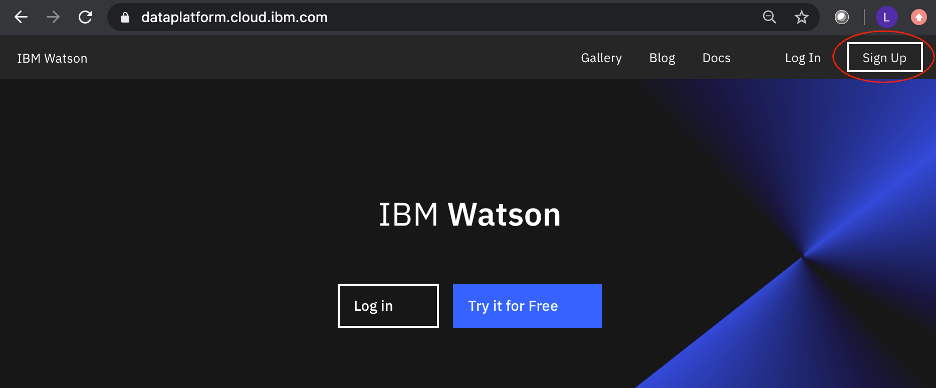 dataplatform.cloud.ibm.com
L
IBM Watson
Gallery
Blog
Docs
Log In
Sign Up
IBM Watson
Log in
Try it for Free